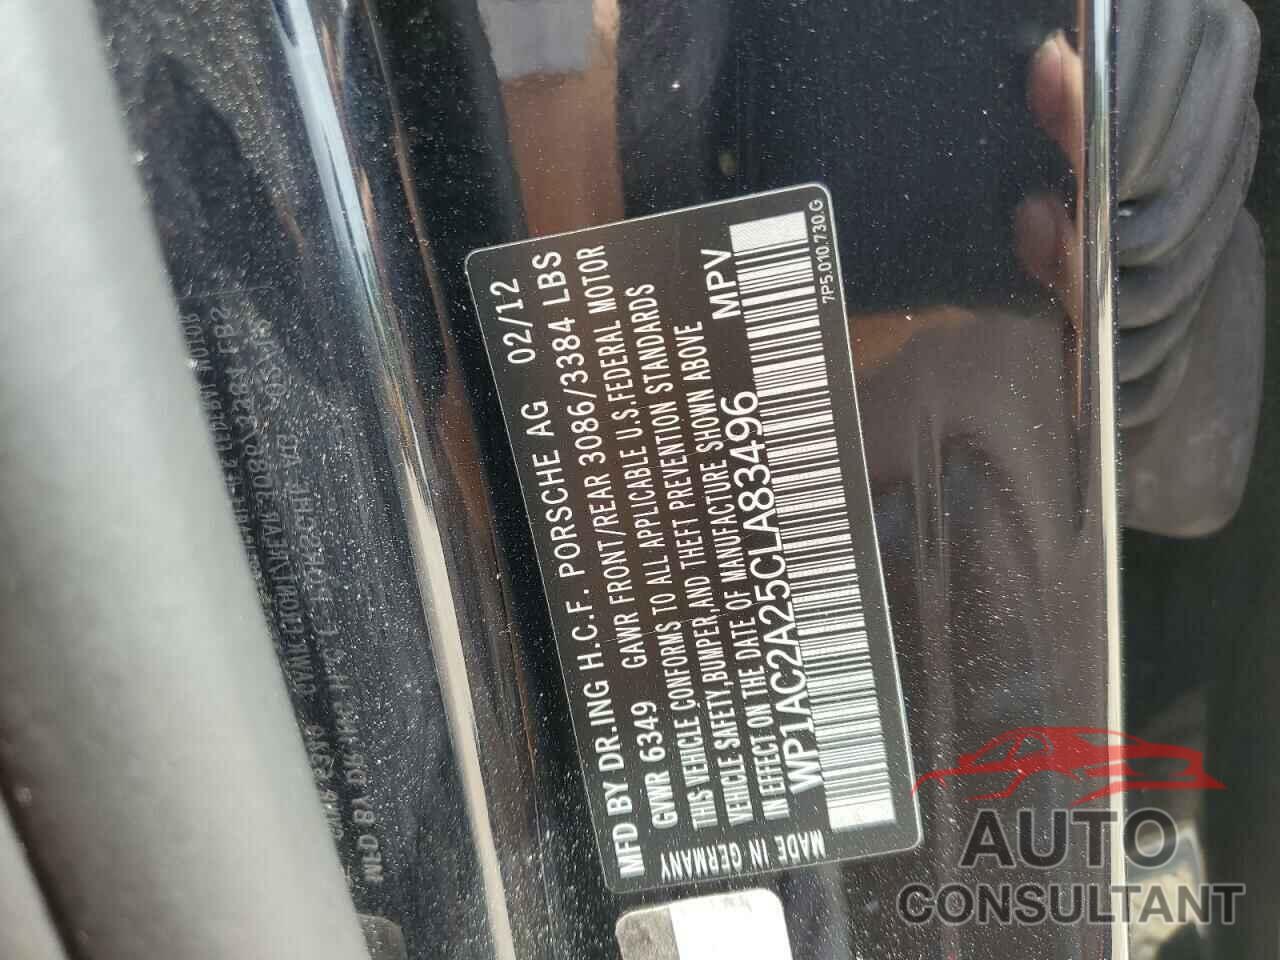 MFD BY DR.ING H.C.F. PORSCHE AG 02/12
GVWR 6349 GAWR FRONT/REAR 3086/3384 LBS
THIS VEHICLE CONFORMS TO ALL APPLICABLE U.S.FEDERAL MOTOR
VEHICLE SAFETY,BUMPER,AND THEFT PREVENTION STANDARDS
IN EFFECT ON THE DATE OF MANUFACTURE SHOWN ABOVE
WP1AC2A25CLA83496 MPV
MADE IN GERMANY
7P5.010.730.G
AUTO
CONSULTANT